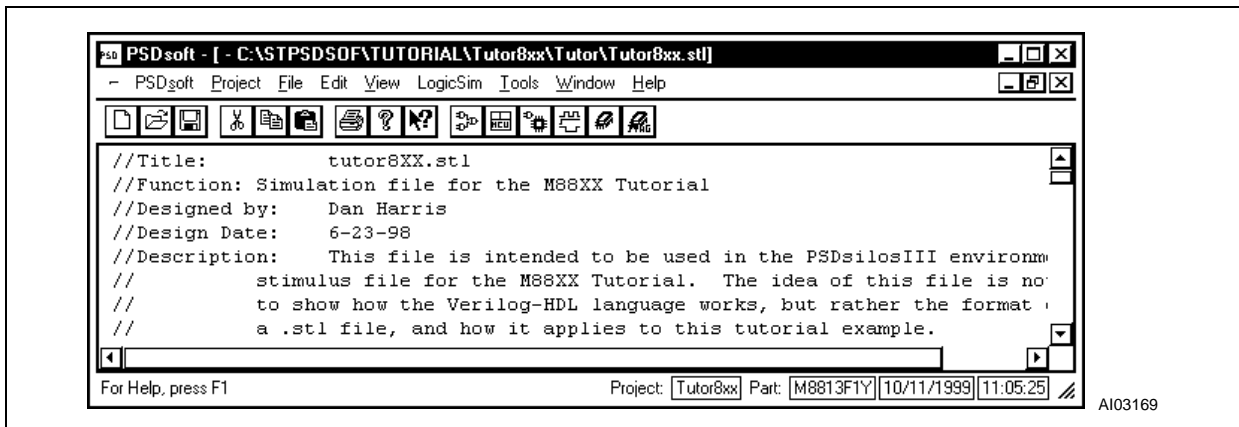 PSDsoft - [ - C:\STPSDSOF\TUTORIAL\Tutor8xx\Tutor\Tutor8xx.stl]
PSDsoft Project File Edit View LogicSim Tools Window Help
//Title: tutor8XX.stl
//Function: Simulation file for the M88XX Tutorial
//Designed by: Dan Harris
//Design Date: 6-23-98
//Description: This file is intended to be used in the PSDsilosIII
// stimulus file for the M88XX Tutorial. The idea of this file is
// to show how the Verilog-HDL language works, but rather the format
// a .stl file, and how it applies to this tutorial example.
For Help, press F1 Project: Tutor8xx Part: M8813F1Y 10/11/1999 11:05:25
AI03169